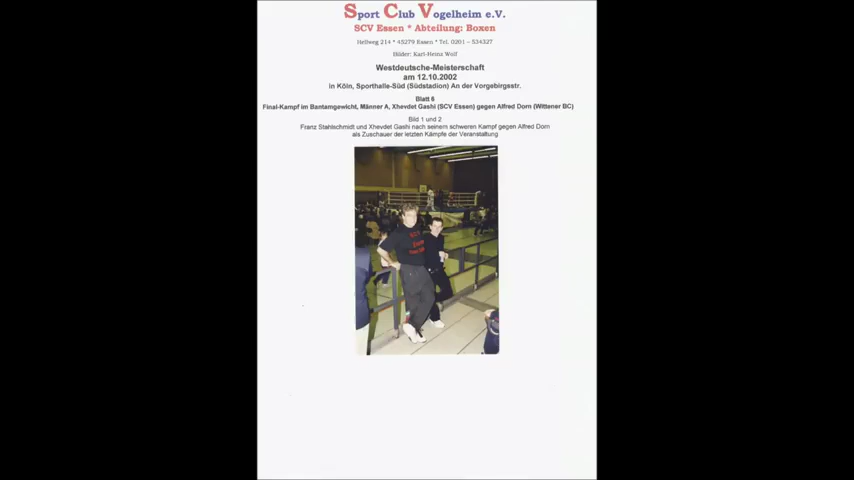 Sport Club Vogelheim e.V.
SCV Essen * Abteilung: Boxen
Hellweg 214 * 45279 Essen * Tel. 0201 – 534327
Bilder: Karl-Heinz Wolf
Westdeutsche-Meisterschaft
am 12.10.2002
in Köln, Sporthalle-Süd (Südstadion) An der Vorgebirgsstr.
Blatt 6
Final-Kampf im Bantamgewicht, Männer A, Xhevdet Gashi (SCV Essen) gegen Alfred Dorn (Wittener BC)
Bild 1 und 2
Franz Stahlschmidt und Xhevdet Gashi nach seinem schweren Kampf gegen Alfred Dorn
als Zuschauer der letzten Kämpfe der Veranstaltung